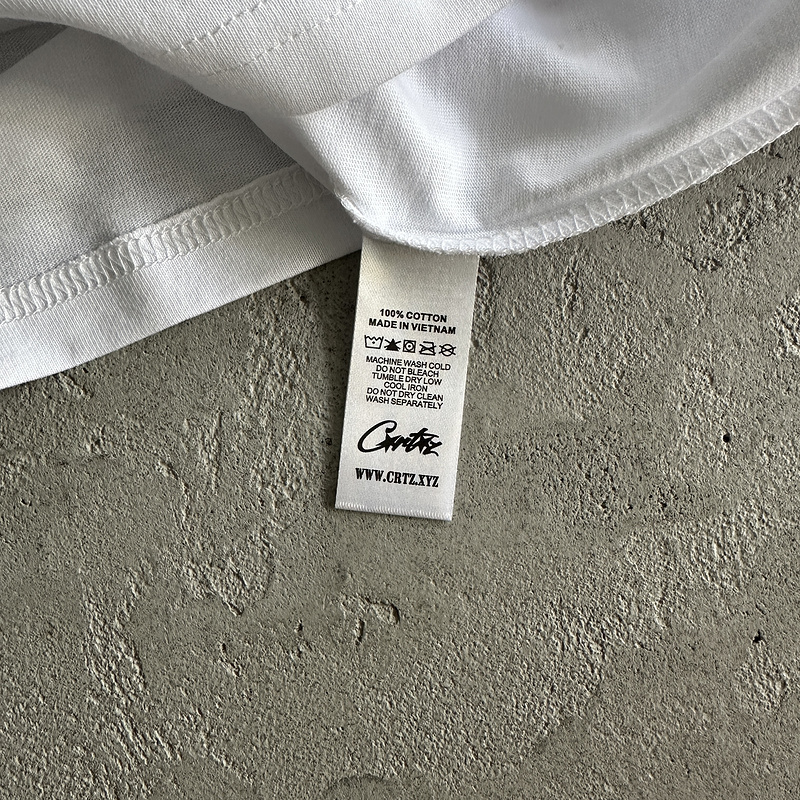 100% COTTON
MADE IN VIETNAM
MACHINE WASH COLD
DO NOT BLEACH
TUMBLE DRY LOW
COOL IRON
DO NOT DRY CLEAN
WASH SEPARATELY
Crtz
WWW.CRTZ.XYZ